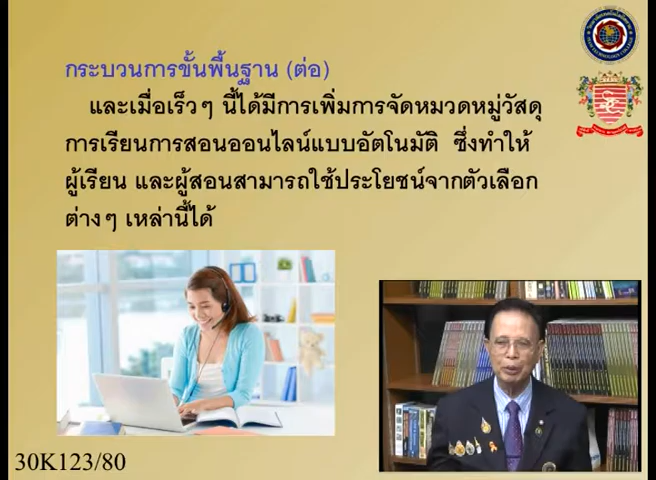 กระบวนการขั้นพื้นฐาน (ต่อ)
และเมื่อเร็วๆ นี้ได้มีการเพิ่มการจัดหมวดหมู่วัสดุ
การเรียนการสอนออนไลน์แบบอัตโนมัติ ซึ่งทำให้
ผู้เรียน และผู้สอนสามารถใช้ประโยชน์จากตัวเลือก
ต่างๆ เหล่านี้ได้
30K123/80